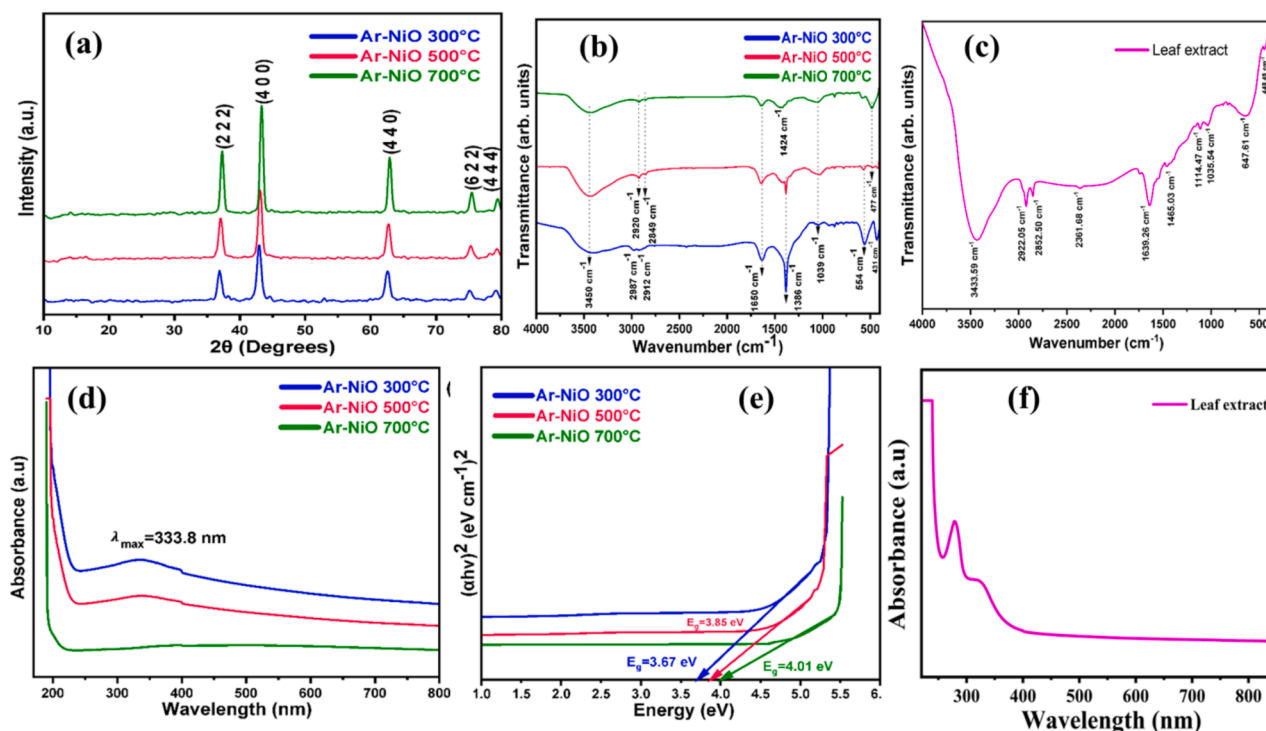 (a)
Ar-NiO 300°C
Ar-NiO 500°C
Ar-NiO 700°C
(2 2 2)
(4 0 0)
(4 4 0)
(6 2 2)
(4 4 4)
Intensity (a.u.)
10 20 30 40 50 60 70 80
2θ (Degrees)
(b)
Ar-NiO 300°C
Ar-NiO 500°C
Ar-NiO 700°C
Transmittance (arb. units)
3450 cm-1
2987 cm-1
2912 cm-1
2920 cm-1
2849 cm-1
1650 cm-1
1424 cm-1
1386 cm-1
1039 cm-1
554 cm-1
477 cm-1
431 cm-1
4000 3500 3000 2500 2000 1500 1000 500
Wavenumber (cm-1)
(c)
Leaf extract
Transmittance (arb. units)
3433.59 cm-1
2922.05 cm-1
2852.50 cm-1
2361.68 cm-1
1639.26 cm-1
1465.03 cm-1
1114.47 cm-1
1035.54 cm-1
647.61 cm-1
4000 3500 3000 2500 2000 1500 1000 500
Wavenumber (cm-1)
(d)
Ar-NiO 300°C
Ar-NiO 500°C
Ar-NiO 700°C
λmax=333.8 nm
Absorbance (a.u)
200 300 400 500 600 700 800
Wavelength (nm)
(
(e)
Ar-NiO 300°C
Ar-NiO 500°C
Ar-NiO 700°C
(αhv)2 (eV cm-1)2
Eg=3.85 eV
Eg=3.67 eV
Eg=4.01 eV
1.0 1.5 2.0 2.5 3.0 3.5 4.0 4.5 5.0 5.5 6.
Energy (eV)
(f)
Leaf extract
Absorbance (a.u)
300 400 500 600 700 800
Wavelength (nm)